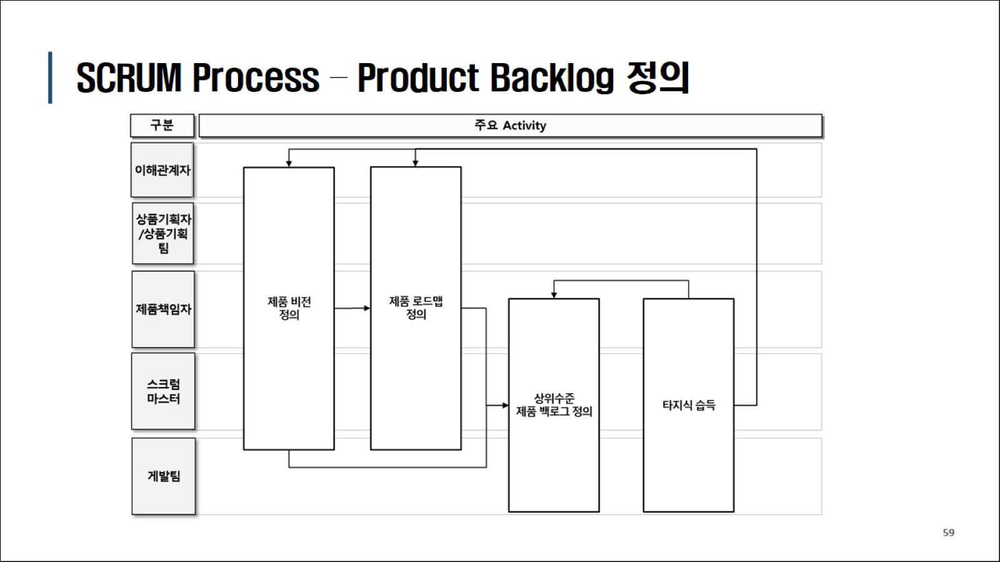 SCRUM Process – Product Backlog 정의
구분
주요 Activity
이해관계자
상품기획자
/상품기획
팀
제품책임자
스크럼
마스터
게발팀
제품 비전
정의
제품 로드맵
정의
상위수준
제품 백로그 정의
타지식 습득
59